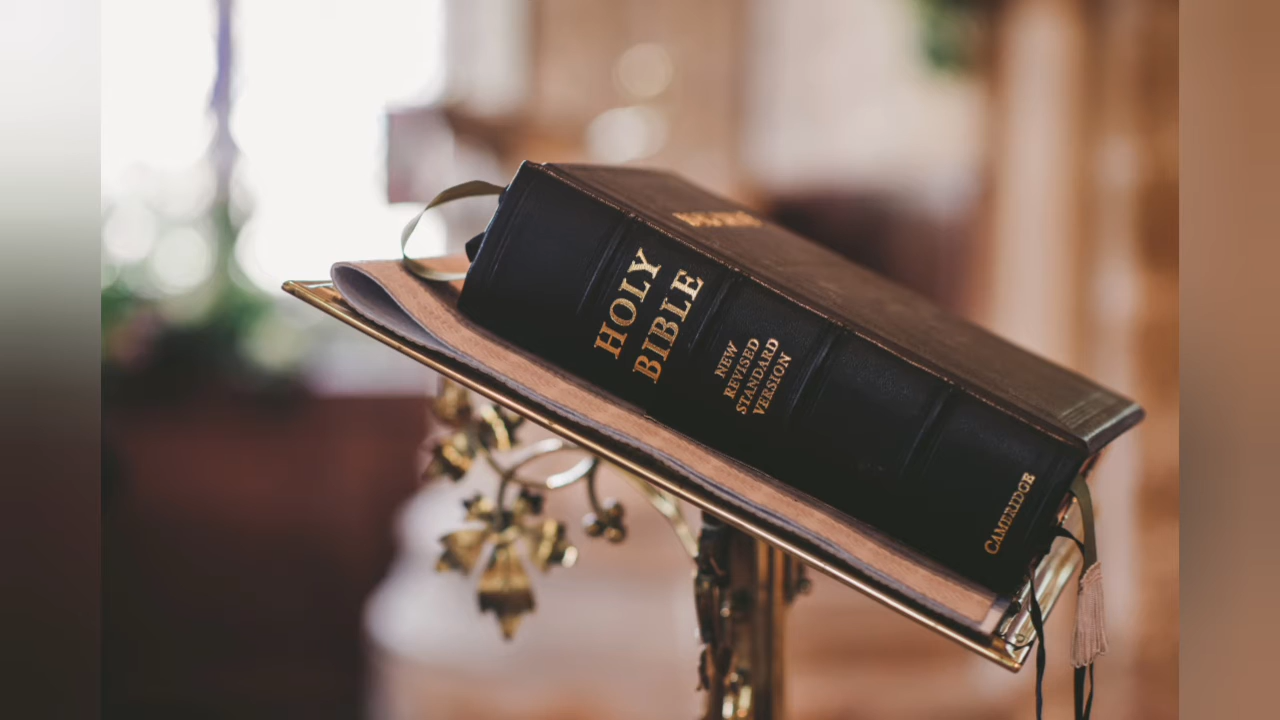 HOLY
BIBLE
NEW
REVISED
STANDARD
VERSION
CAMBRIDGE